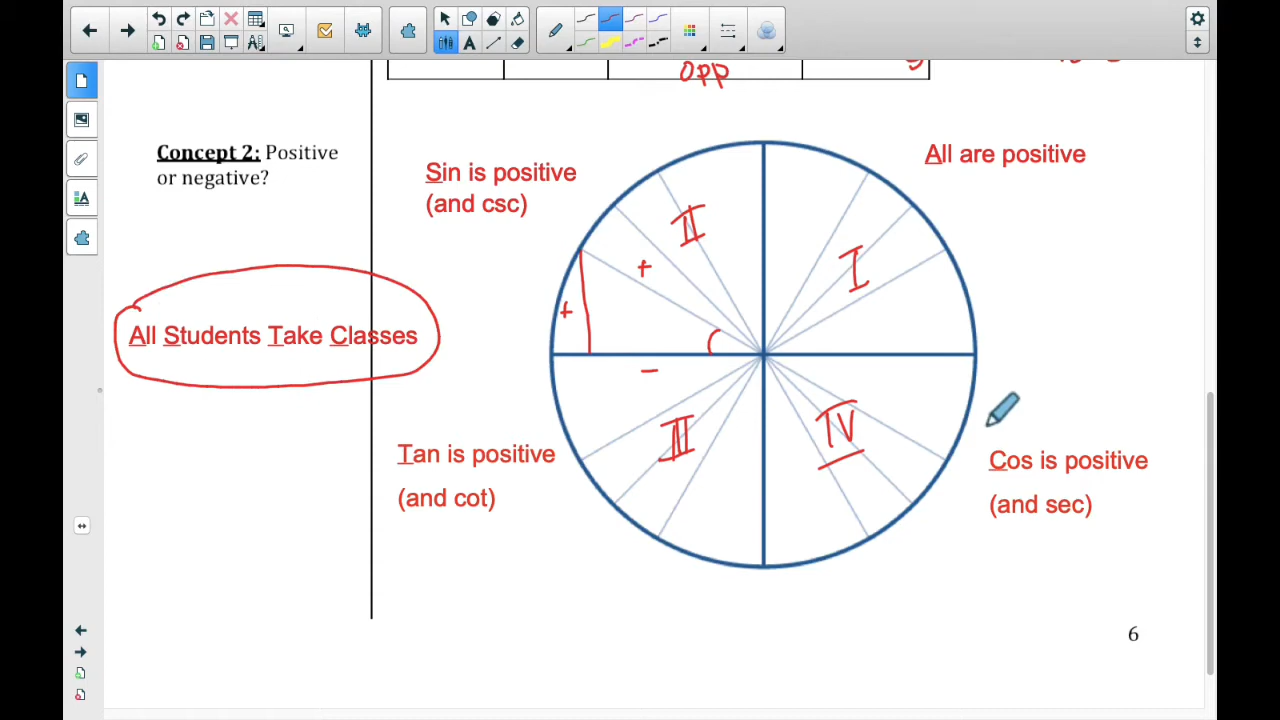 opp
Concept 2: Positive
or negative?
Sin is positive
(and csc)
All are positive
II
I
+
+
All Students Take Classes
−
III
IV
Tan is positive
(and cot)
Cos is positive
(and sec)
6